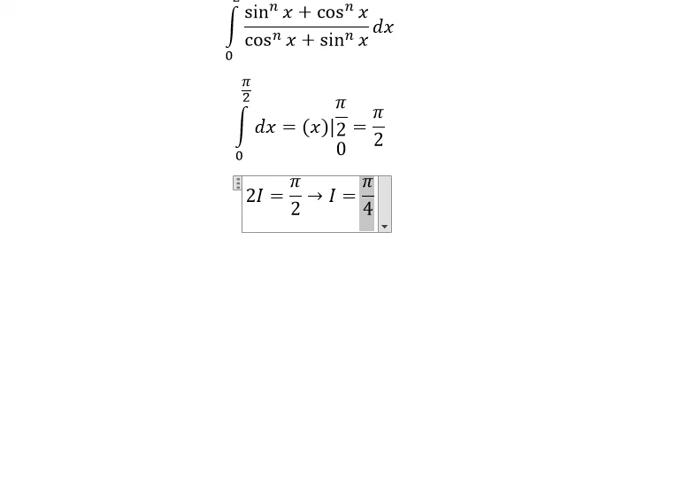 ∫₀ (sinⁿ x + cosⁿ x)/(cosⁿ x + sinⁿ x) dx
∫₀^(π/2) dx = (x)|₀^(π/2) = π/2
2I = π/2 → I = π/4